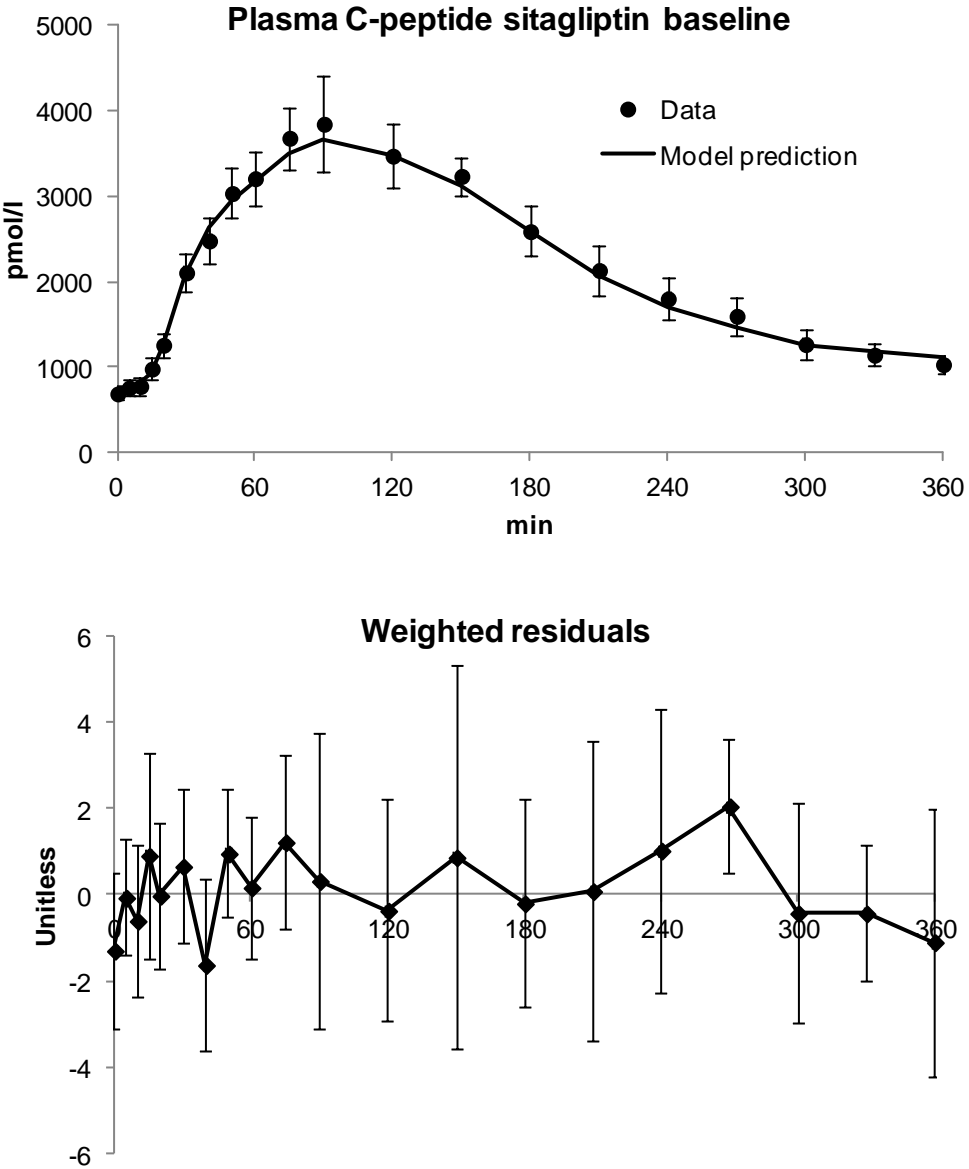 Plasma C-peptide sitagliptin baseline
5000
4000
3000
2000
1000
0
pmol/l
Data
Model prediction
0 60 120 180 240 300 360
min
Weighted residuals
6
4
2
0
-2
-4
-6
Unitless
0 60 120 180 240 300 360